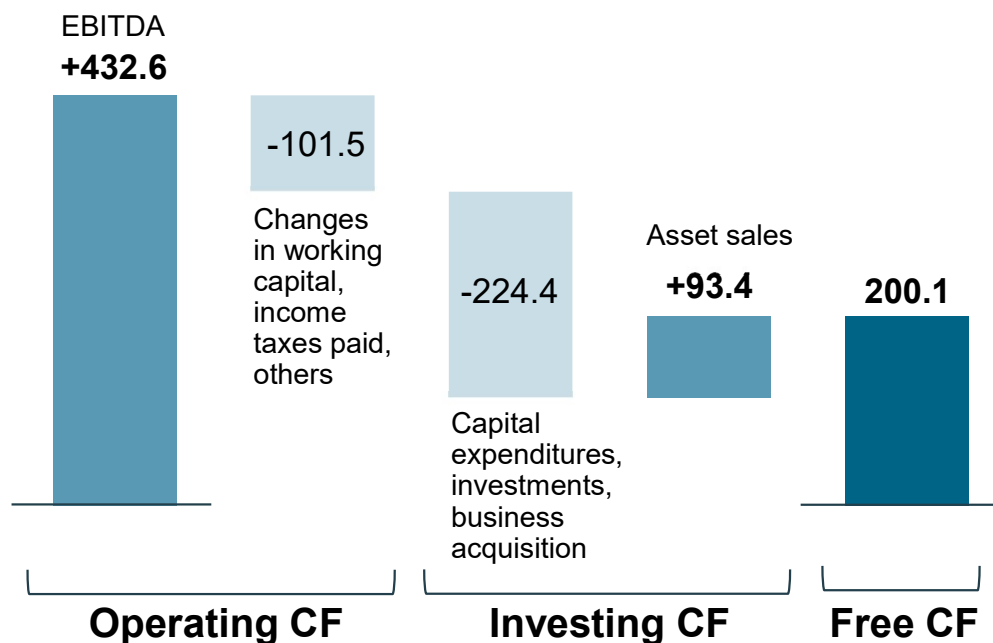 EBITDA
+432.6
-101.5
Changes
in working
capital,
income
taxes paid,
others
-224.4
Capital
expenditures,
investments,
business
acquisition
Asset sales
+93.4
200.1
Operating CF
Investing CF
Free CF